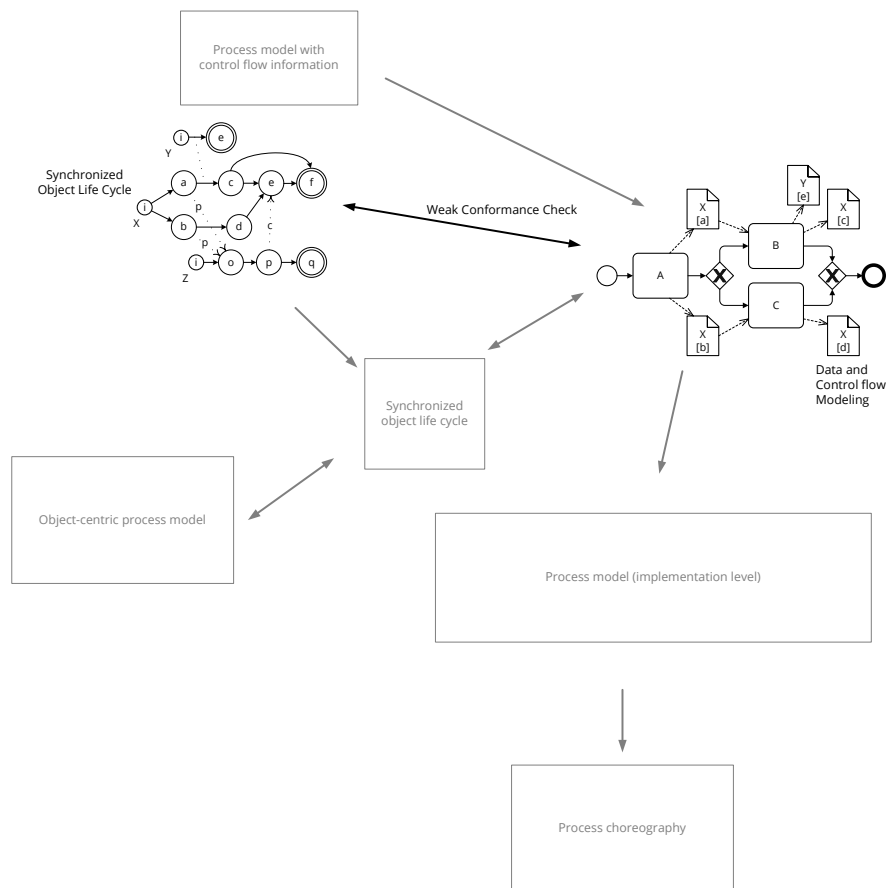 Process model with
control flow information
i
e
Y
Synchronized
Object Life Cycle
a
c
e
f
i
X
p
b
d
p
c
i
o
p
q
Z
Weak Conformance Check
Y
[e]
X
[a]
X
[c]
B
A
X
X
C
X
[b]
X
[d]
Data and
Control flow
Modeling
Synchronized
object life cycle
Object-centric process model
Process model (implementation level)
Process choreography